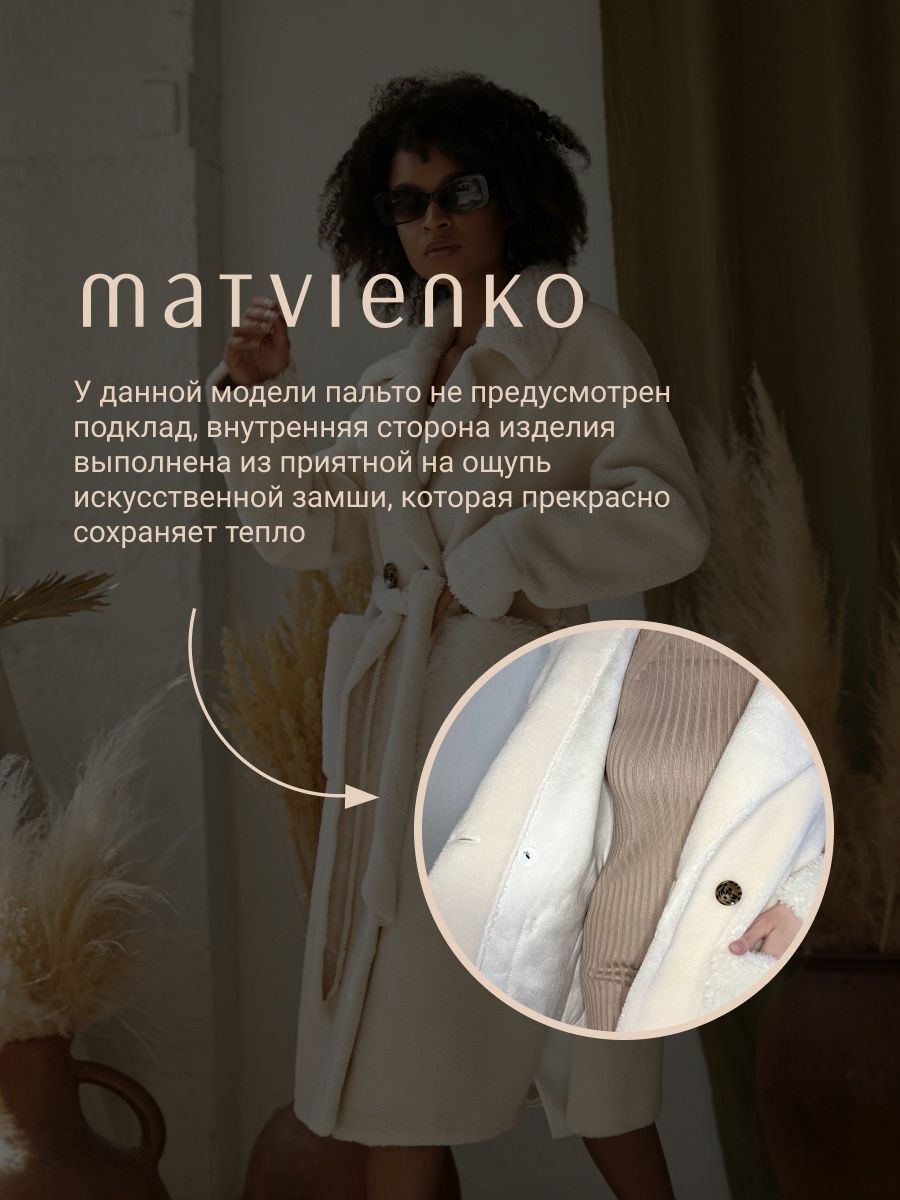 маtvienko
У данной модели пальто не предусмотрен
подклад, внутренняя сторона изделия
выполнена из приятной на ощупь
искусственной замши, которая прекрасно
сохраняет тепло